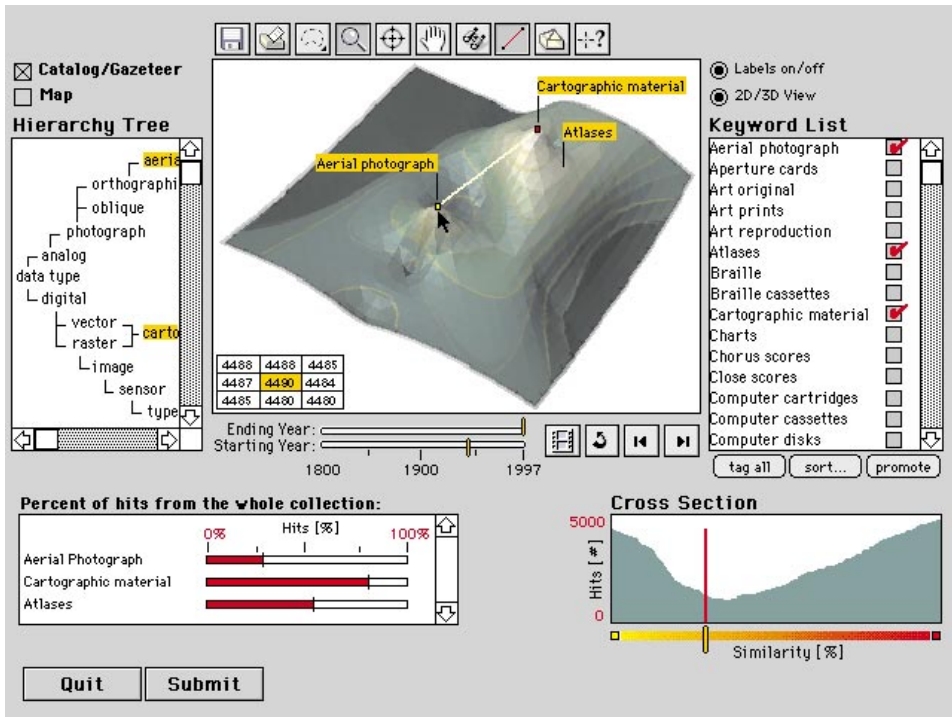 ?
Catalog/Gazeteer
Map
Hierarchy Tree
aeria
orthographi
oblique
photograph
analog
data type
digital
vector
raster
carto
image
sensor
type
Cartographic material
Atlases
Aerial photograph
4488 4488 4485
4487 4490 4484
4485 4480 4480
Labels on/off
2D/3D View
Keyword List
Aerial photograph
Aperture cards
Art original
Art prints
Art reproduction
Atlases
Braille
Braille cassettes
Cartographic material
Charts
Chorus scores
Close scores
Computer cartridges
Computer cassettes
Computer disks
tag all sort... promote
Ending Year:
Starting Year:
1800 1900 1997
Percent of hits from the whole collection:
0% Hits [%] 100%
Aerial Photograph
Cartographic material
Atlases
Cross Section
5000
Hits [#]
0
Similarity [%]
Quit Submit